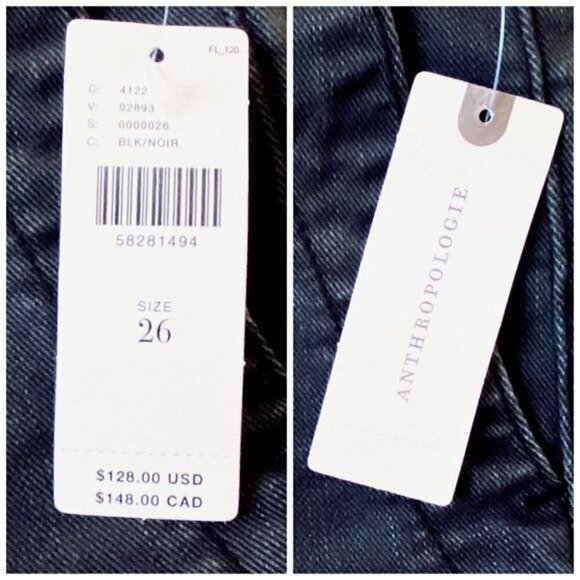 FL_120
C: 4122
V: 02893
S: 0000026
C: BLK/NOIR
58281494
SIZE
26
$128.00 USD
$148.00 CAD
ANTHROPOLOGIE